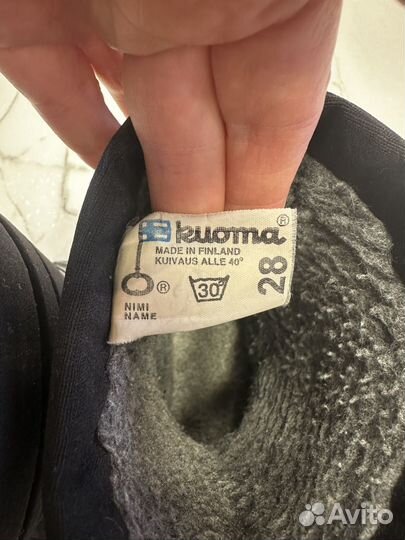 kuoma®
MADE IN FINLAND
KUIVAUS ALLE 40°
®
30°
28
NIMI
NAME
Avito